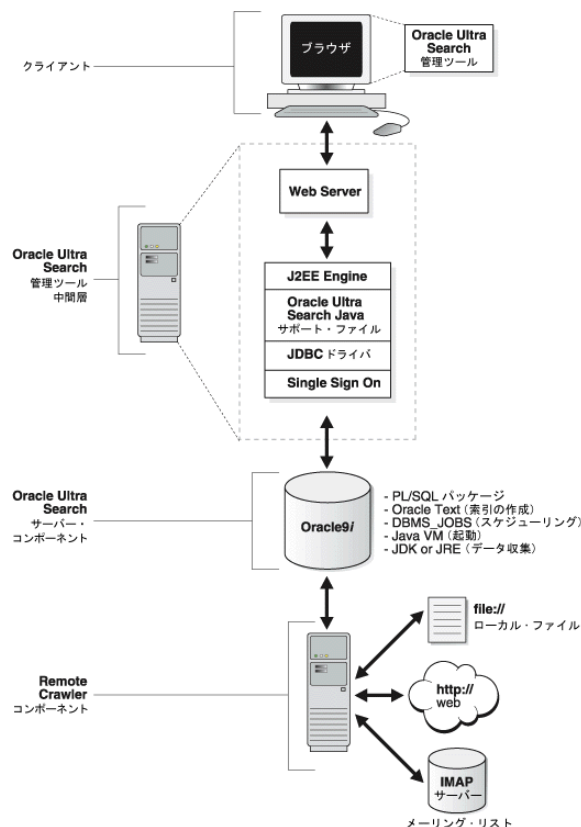 ブラウザ
Oracle Ultra
Search
管理ツール
クライアント
Web Server
Oracle Ultra
Search
管理ツール
中間層
J2EE Engine
Oracle Ultra
Search Java
サポート・ファイル
JDBC ドライバ
Single Sign On
Oracle Ultra
Search
サーバー・
コンポーネント
Oracle9i
- PL/SQL パッケージ
- Oracle Text (索引の作成)
- DBMS_JOBS (スケジューリング)
- Java VM (起動)
- JDK or JRE (データ収集)
file://
ローカル・ファイル
Remote
Crawler
コンポーネント
http://
web
IMAP
サーバー
メーリング・リスト